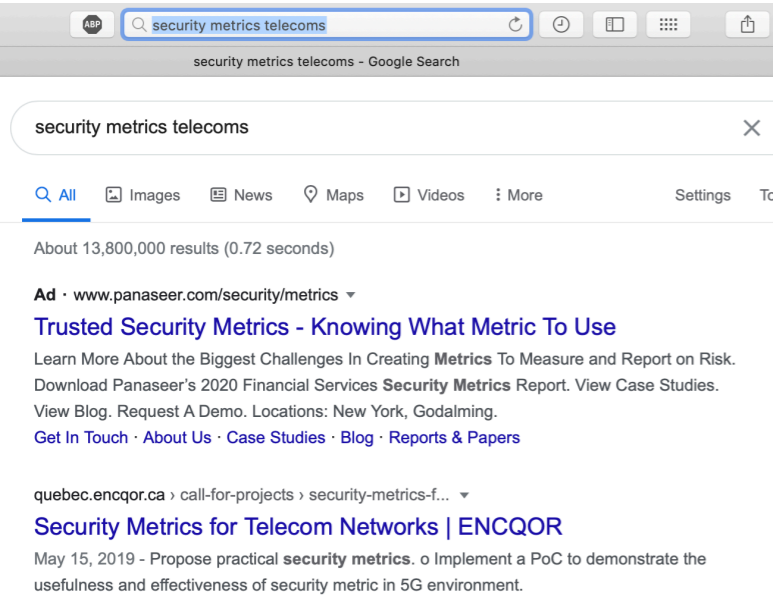 ABP
security metrics telecoms
security metrics telecoms - Google Search
security metrics telecoms
All Images News Maps Videos More Settings To
About 13,800,000 results (0.72 seconds)
Ad · www.panaseer.com/security/metrics
Trusted Security Metrics - Knowing What Metric To Use
Learn More About the Biggest Challenges In Creating Metrics To Measure and Report on Risk.
Download Panaseer's 2020 Financial Services Security Metrics Report. View Case Studies.
View Blog. Request A Demo. Locations: New York, Godalming.
Get In Touch · About Us · Case Studies · Blog · Reports & Papers
quebec.encqor.ca › call-for-projects › security-metrics-f...
Security Metrics for Telecom Networks | ENCQOR
May 15, 2019 - Propose practical security metrics. o Implement a PoC to demonstrate the
usefulness and effectiveness of security metric in 5G environment.